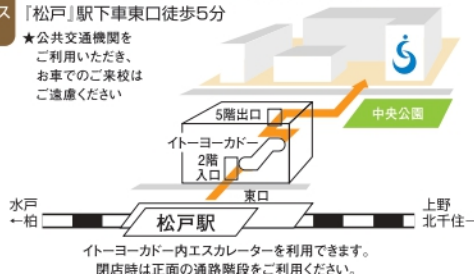 ス
『松戸』駅下車東口徒歩5分
★公共交通機関を
ご利用いただき、
お車でのご来校は
ご遠慮ください
5階出口
中央公園
イトーヨーカドー
2階
入口
東口
水戸
←柏
松戸駅
上野
北千住→
イトーヨーカドー内エスカレーターを利用できます。
閉店時は正面の通路階段をご利用ください。